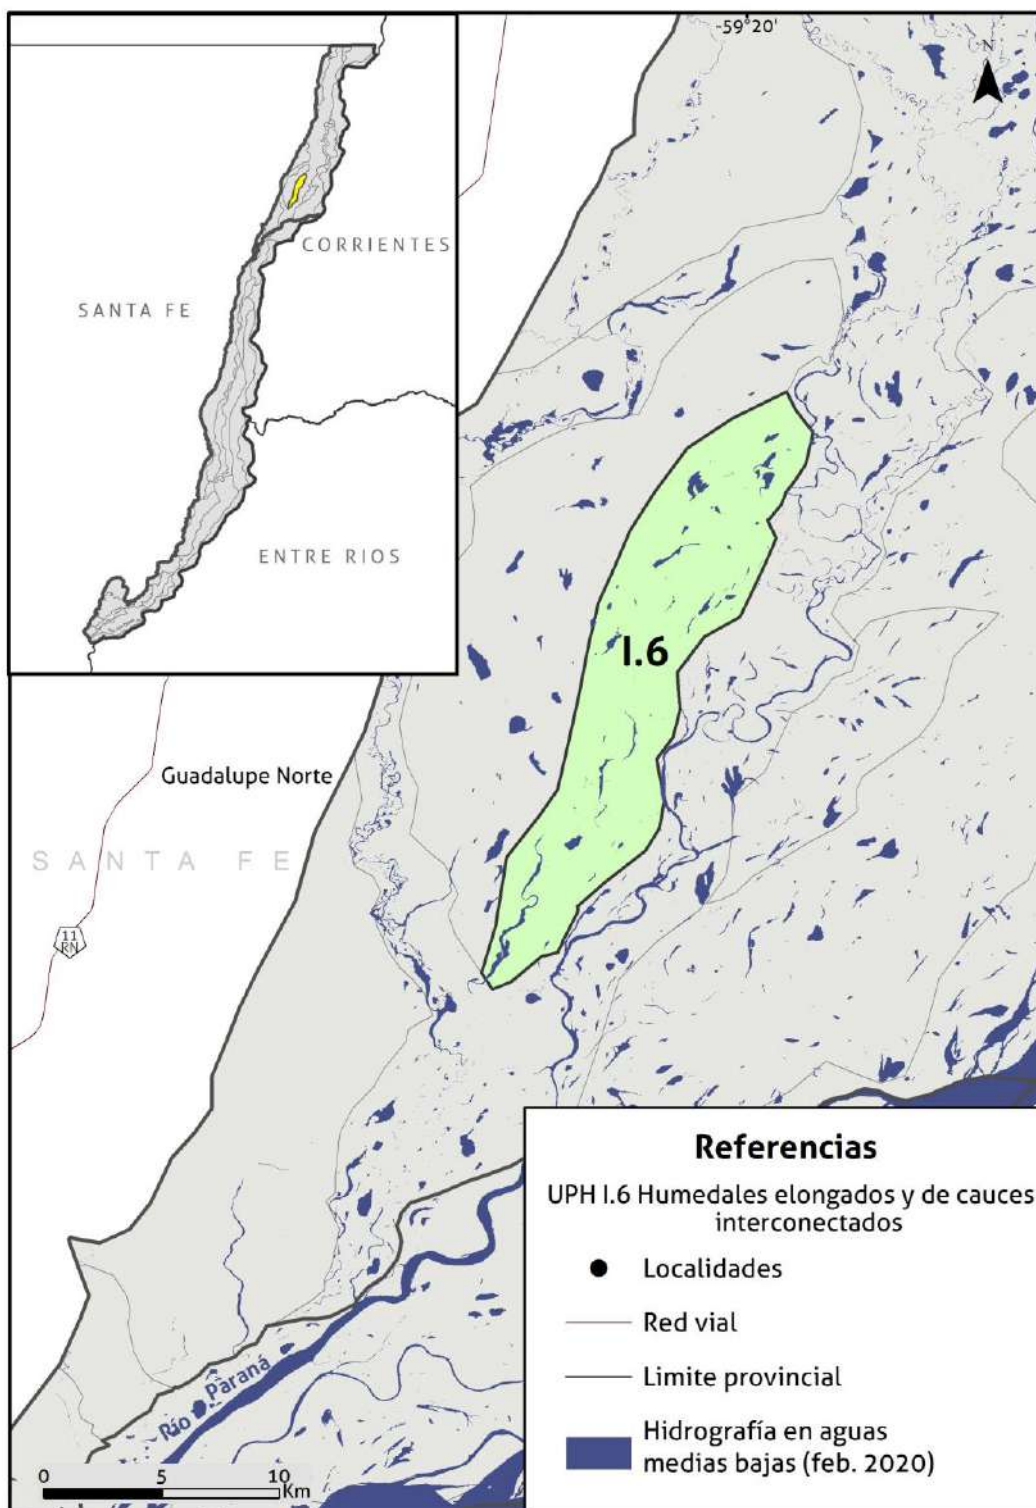 -59°20'
N
CORRIENTES
SANTA FE
ENTRE RIOS
I.6
Guadalupe Norte
SANTA FE
11
RN
Río Paraná
0 5 10
Km
Referencias
UPH I.6 Humedales elongados y de cauces
interconectados
Localidades
Red vial
Limite provincial
Hidrografía en aguas
medias bajas (feb. 2020)